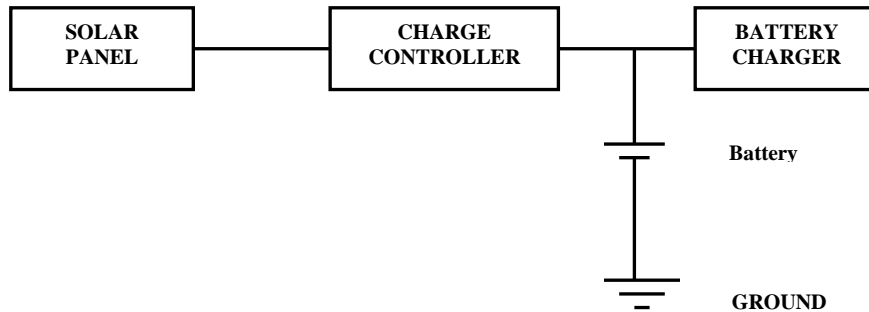 SOLAR
PANEL
CHARGE
CONTROLLER
BATTERY
CHARGER
Battery
GROUND